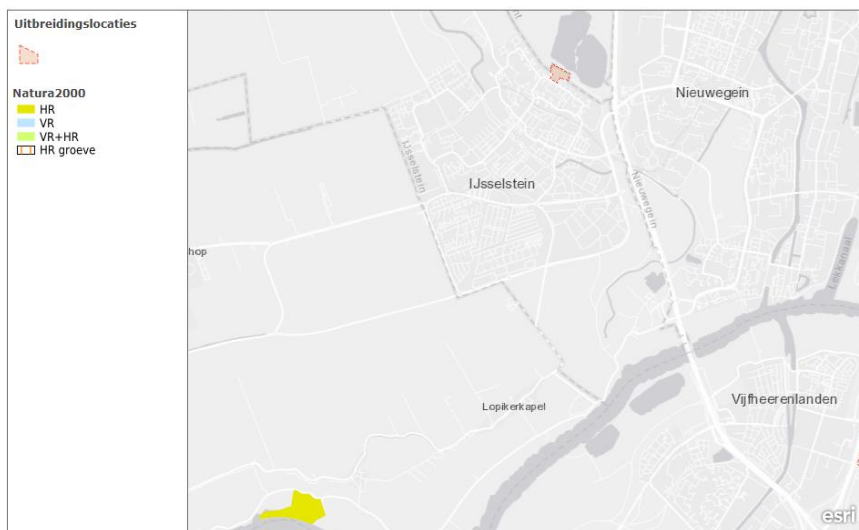 Uitbreidingslocaties
Natura2000
HR
VR
VR+HR
HR groeve
Nieuwegein
IJsselstein
IJsselstein
Nieuwegein
Lekkanaal
hop
Vijfheerenlanden
Lopikerkapel
esri